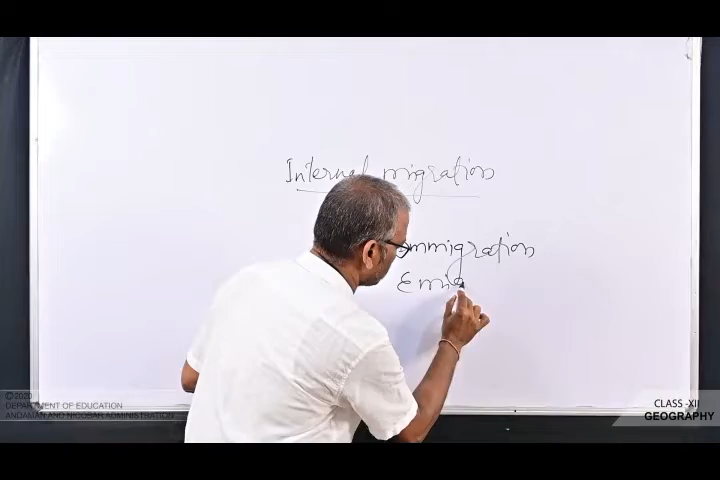 Internal migration
Immigration
Emig
©2020
DEPARTMENT OF EDUCATION
ANDAMAN AND NICOBAR ADMINISTRATION
CLASS -XII
GEOGRAPHY